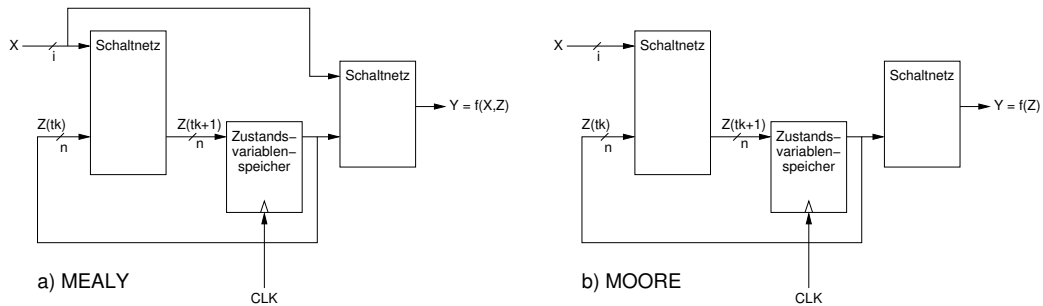 X
i
Schaltnetz
Schaltnetz
Y = f(X,Z)
Z(tk)
n
Z(tk+1)
n
Zustands–
variablen–
speicher
a) MEALY
CLK
X
i
Schaltnetz
Schaltnetz
Y = f(Z)
Z(tk)
n
Z(tk+1)
n
Zustands–
variablen–
speicher
b) MOORE
CLK